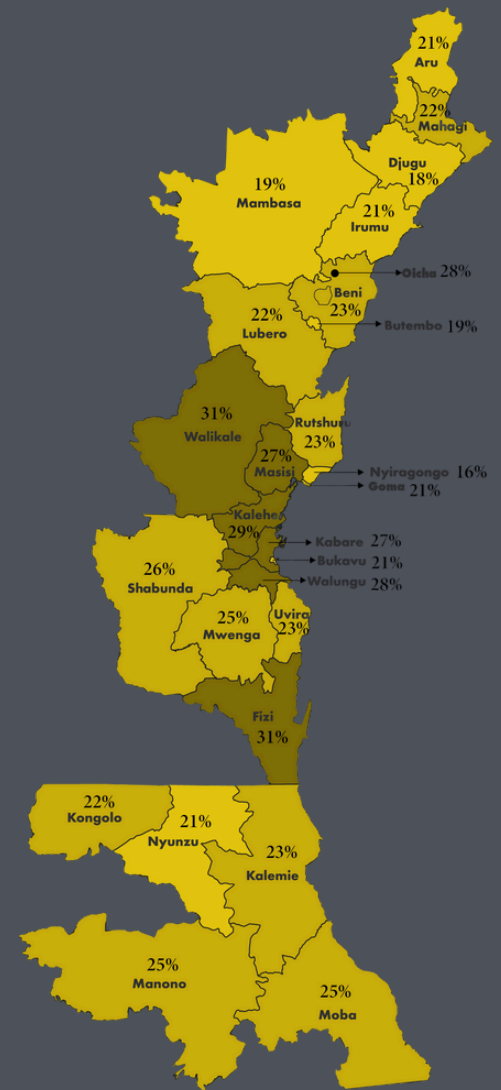 21%
Aru
22%
Mahagi
Djugu
18%
19%
Mambasa
21%
Irumu
Oicha 28%
Beni
23%
22%
Lubero
Butembo 19%
31%
Walikale
Rutshuru
23%
27%
Masisi
Nyiragongo 16%
Goma 21%
Kalehe
29%
Kabare 27%
Bukavu 21%
Walungu 28%
26%
Shabunda
25%
Mwenga
Uvira
23%
Fizi
31%
22%
Kongolo
21%
Nyunzu
23%
Kalemie
25%
Manono
25%
Moba